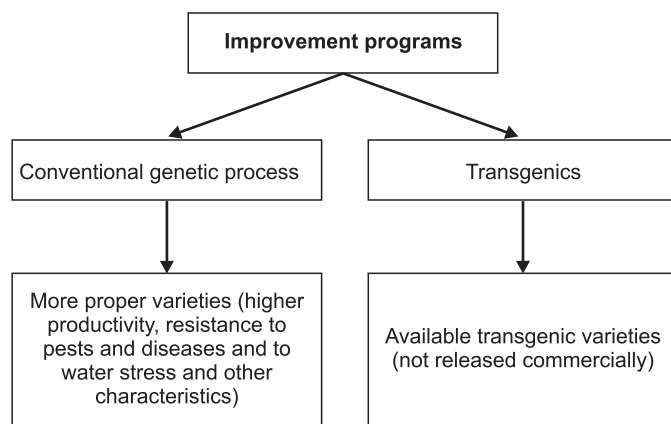 Improvement programs
Conventional genetic process
Transgenics
More proper varieties (higher
productivity, resistance to
pests and diseases and to
water stress and other
characteristics)
Available transgenic varieties
(not released commercially)